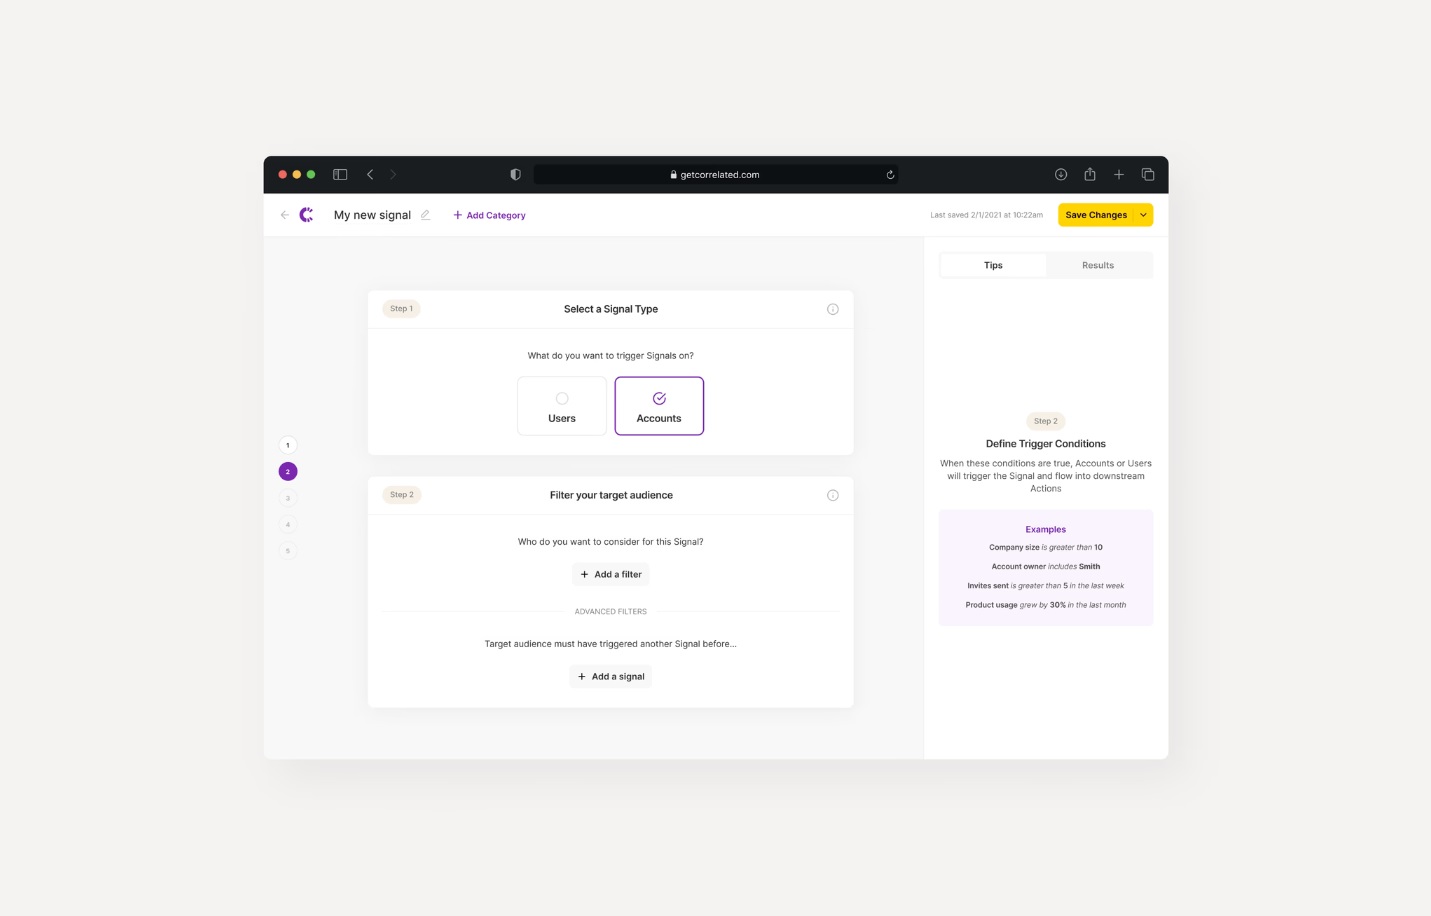 getcorrelated.com
My new signal
+ Add Category
Last saved 2/1/2021 at 10:22am
Save Changes
Tips
Results
Step 1
Select a Signal Type
What do you want to trigger Signals on?
Users
Accounts
1
2
3
4
5
Step 2
Filter your target audience
Who do you want to consider for this Signal?
+ Add a filter
ADVANCED FILTERS
Target audience must have triggered another Signal before...
+ Add a signal
Step 2
Define Trigger Conditions
When these conditions are true, Accounts or Users
will trigger the Signal and flow into downstream
Actions
Examples
Company size is greater than 10
Account owner includes Smith
Invites sent is greater than 5 in the last week
Product usage grew by 30% in the last month